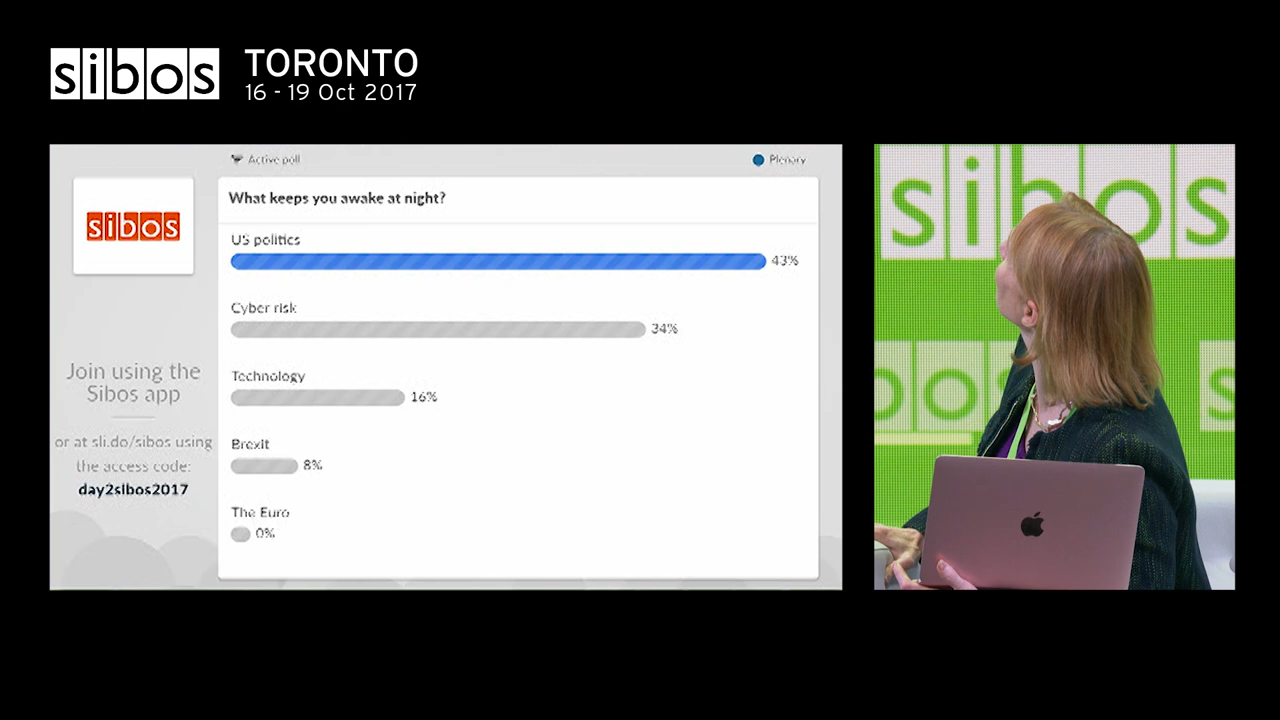 sibos TORONTO
16 - 19 Oct 2017
Active poll
Plenary
sibos
What keeps you awake at night?
US politics
43%
Cyber risk
34%
Technology
16%
Brexit
8%
The Euro
0%
Join using the
Sibos app
or at sli.do/sibos using
the access code:
day2sibos2017
sibos
bos
s